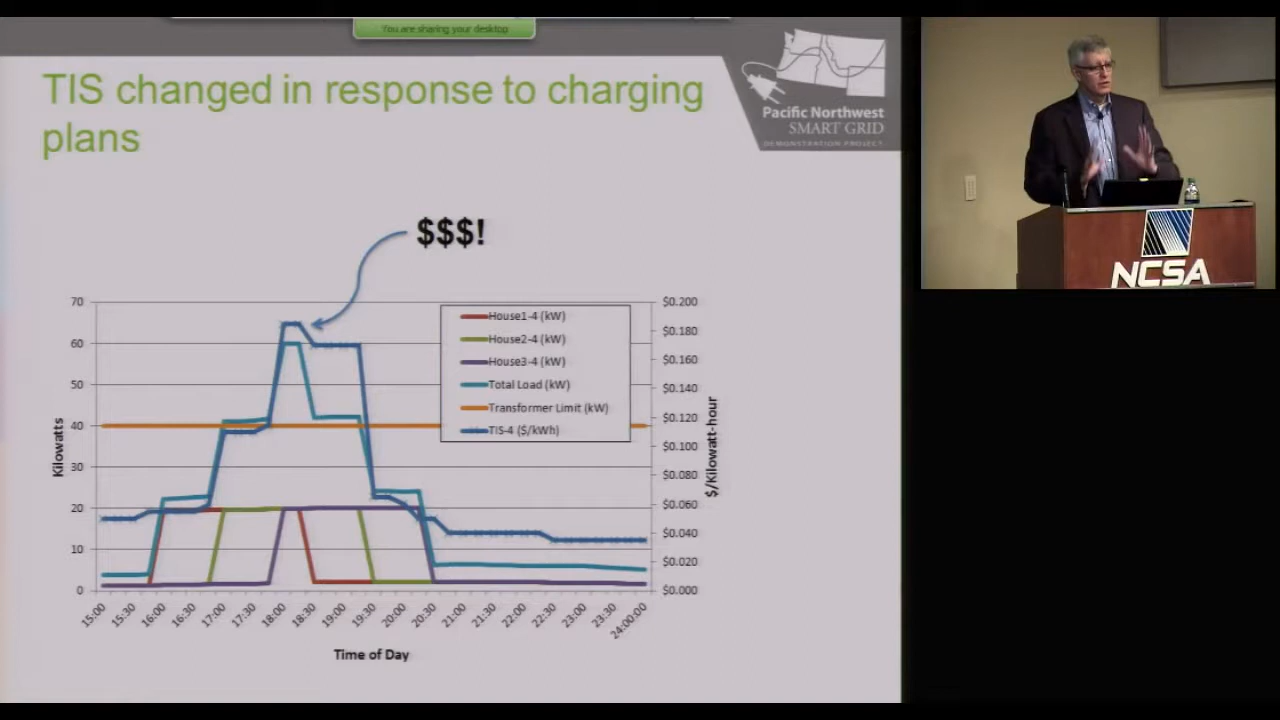 You are sharing your desktop
TIS changed in response to charging
plans
Pacific Northwest
SMART GRID
DEMONSTRATION PROJECT
$$$!
70
60
50
40
30
20
10
0
Kilowatts
$0.200
$0.180
$0.160
$0.140
$0.120
$0.100
$0.080
$0.060
$0.040
$0.020
$0.000
$/Kilowatt-hour
House1-4 (kW)
House2-4 (kW)
House3-4 (kW)
Total Load (kW)
Transformer Limit (kW)
TIS-4 ($/kWh)
15:00
15:30
16:00
16:30
17:00
17:30
18:00
18:30
19:00
19:30
20:00
20:30
21:00
21:30
22:00
22:30
23:00
23:30
24:00:00
Time of Day
NCSA